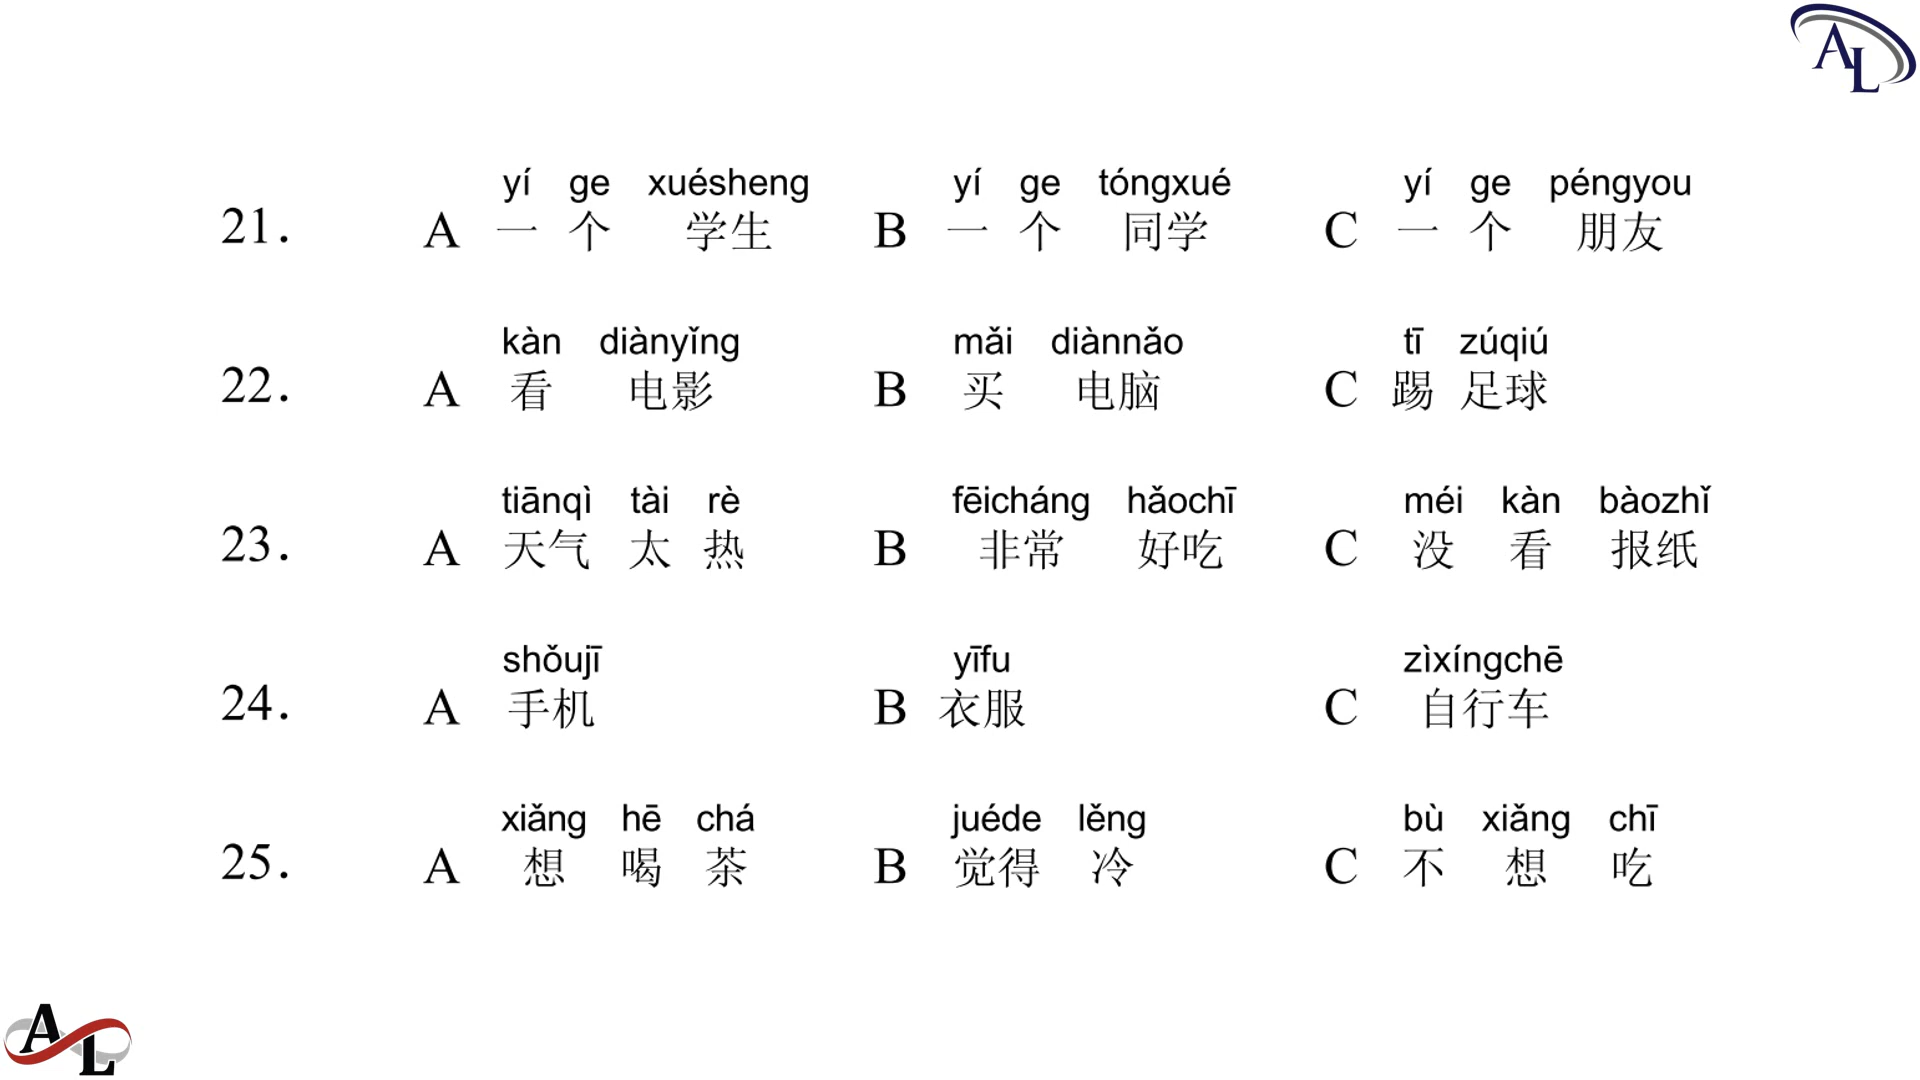 AL
yí ge xuésheng yí ge tóngxué yí ge péngyou
21. A 一个 学生 B 一个 同学 C 一个 朋友
kàn diànyǐng mǎi diànnǎo tī zúqiú
22. A 看 电影 B 买 电脑 C 踢 足球
tiānqì tài rè fēicháng hǎochī méi kàn bàozhǐ
23. A 天气 太 热 B 非常 好吃 C 没 看 报纸
shǒujī yīfu zìxíngchē
24. A 手机 B 衣服 C 自行车
xiǎng hē chá juéde lěng bù xiǎng chī
25. A 想 喝 茶 B 觉得 冷 C 不 想 吃
AL